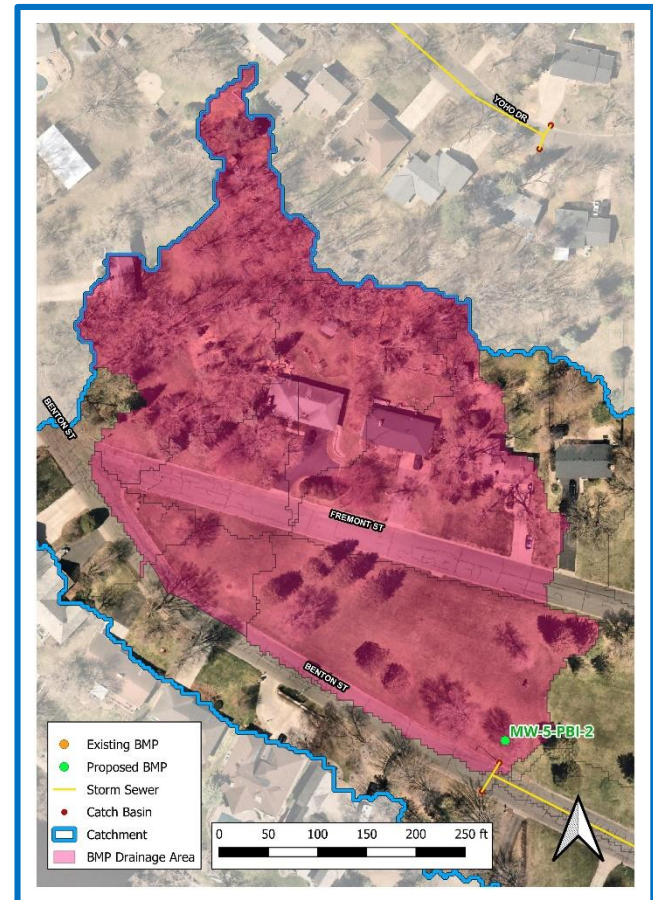 YOHO DR
BENTON ST
FREMONT ST
BENTON ST
MW-5-PBI-2
Existing BMP
Proposed BMP
Storm Sewer
Catch Basin
Catchment
BMP Drainage Area
0 50 100 150 200 250 ft